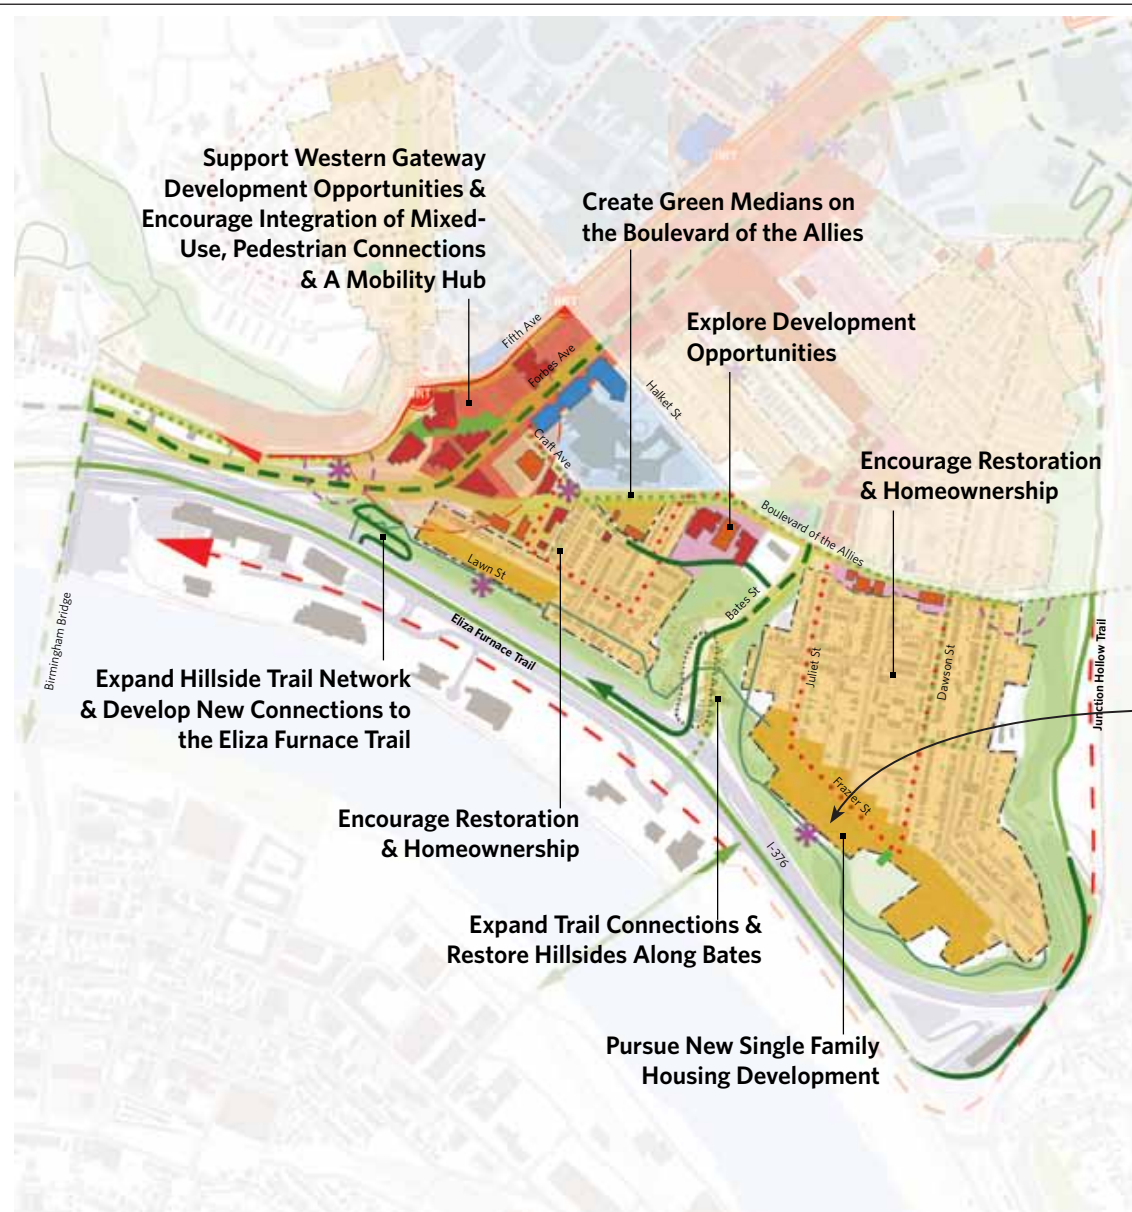 Support Western Gateway
Development Opportunities &
Encourage Integration of Mixed-
Use, Pedestrian Connections
& A Mobility Hub
Create Green Medians on
the Boulevard of the Allies
Explore Development
Opportunities
Encourage Restoration
& Homeownership
Fifth Ave
Forbes Ave
Halket St
Craft Ave
Boulevard of the Allies
Lawn St
Bates St
Eliza Furnace Trail
Birmingham Bridge
Juliet St
Dawson St
Junction Hollow Trail
Expand Hillside Trail Network
& Develop New Connections to
the Eliza Furnace Trail
Frazier St
Encourage Restoration
& Homeownership
I-376
Expand Trail Connections &
Restore Hillsides Along Bates
Pursue New Single Family
Housing Development